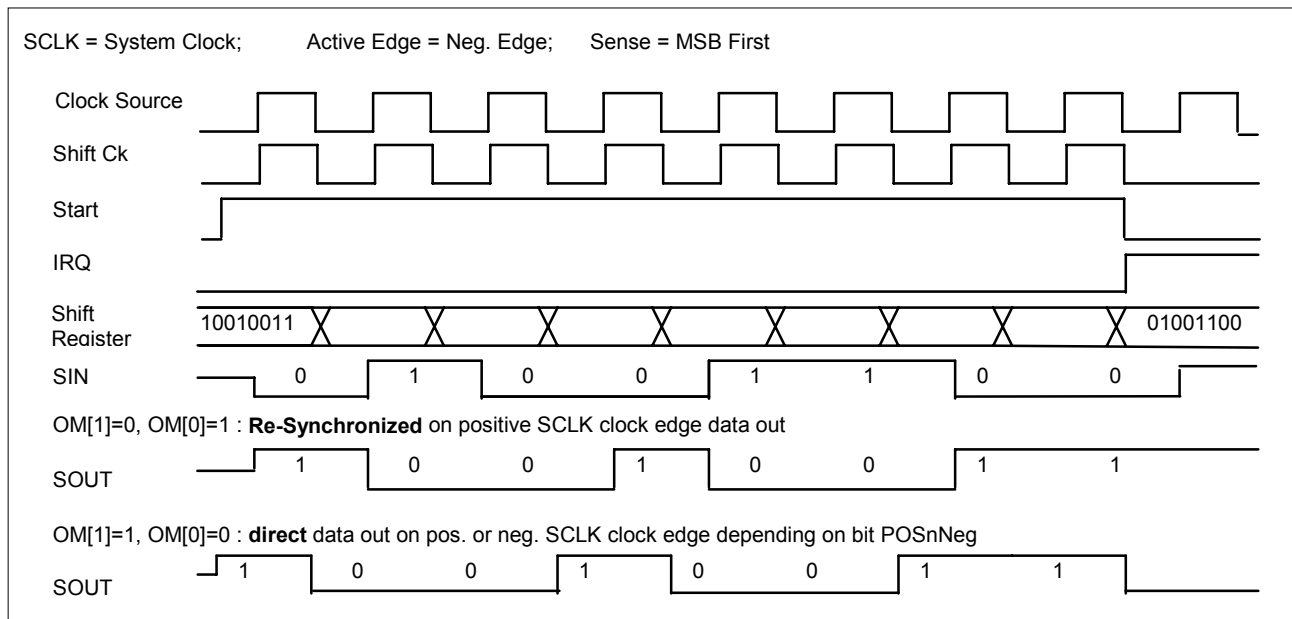 SCLK = System Clock; Active Edge = Neg. Edge; Sense = MSB First
Clock Source
Shift Ck
Start
IRQ
Shift Register 10010011 01001100
SIN 0 1 0 0 1 1 0 0
OM[1]=0, OM[0]=1 : Re-Synchronized on positive SCLK clock edge data out
SOUT 1 0 0 1 0 0 1 1
OM[1]=1, OM[0]=0 : direct data out on pos. or neg. SCLK clock edge depending on bit POSnNeg
SOUT 1 0 0 1 0 0 1 1